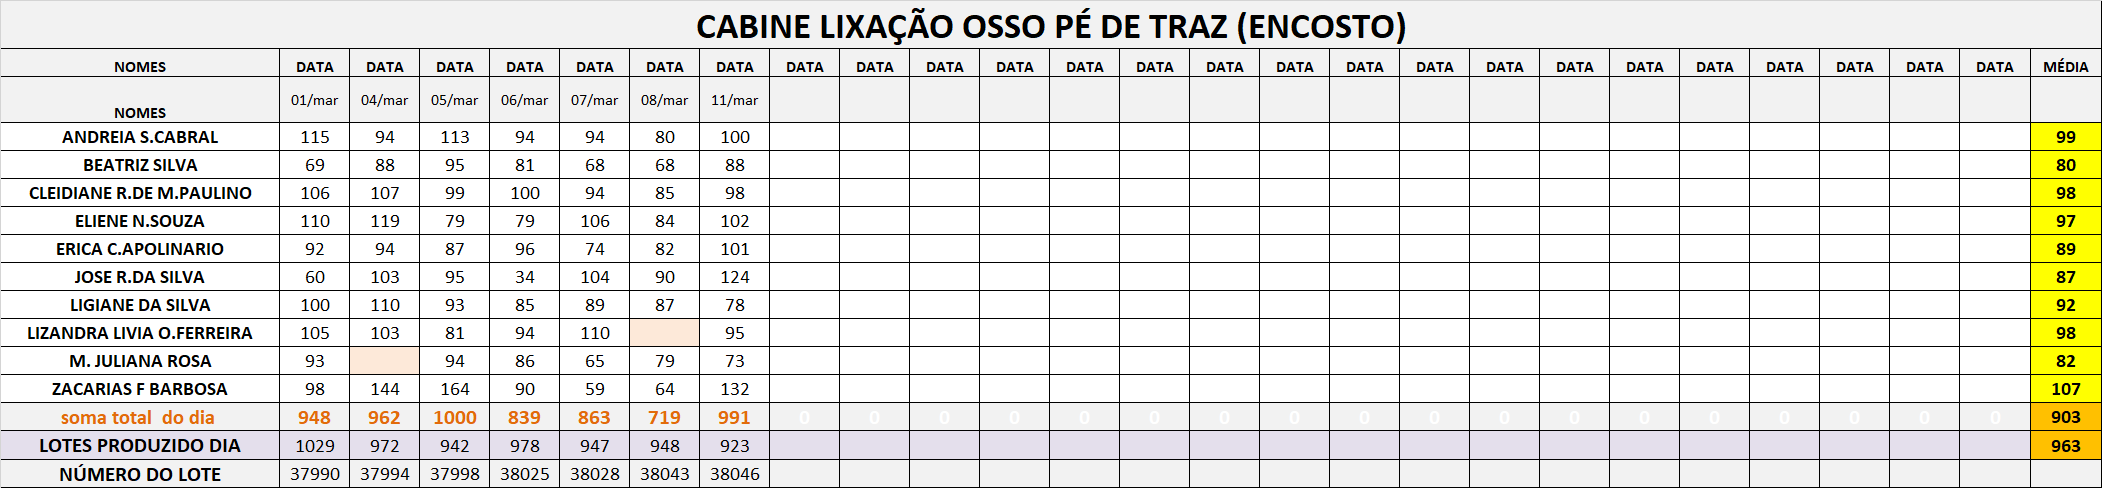 CABINE LIXAÇÃO OSSO PÉ DE TRAZ (ENCOSTO)
NOMES DATA DATA DATA DATA DATA DATA DATA DATA DATA DATA DATA DATA DATA DATA DATA DATA DATA DATA DATA DATA DATA DATA DATA DATA DATA MÉDIA
NOMES 01/mar 04/mar 05/mar 06/mar 07/mar 08/mar 11/mar
ANDREIA S.CABRAL 115 94 113 94 94 80 100 99
BEATRIZ SILVA 69 88 95 81 68 68 88 80
CLEIDIANE R.DE M.PAULINO 106 107 99 100 94 85 98 98
ELIENE N.SOUZA 110 119 79 79 106 84 102 97
ERICA C.APOLINARIO 92 94 87 96 74 82 101 89
JOSE R.DA SILVA 60 103 95 34 104 90 124 87
LIGIANE DA SILVA 100 110 93 85 89 87 78 92
LIZANDRA LIVIA O.FERREIRA 105 103 81 94 110 95 98
M. JULIANA ROSA 93 94 86 65 79 73 82
ZACARIAS F BARBOSA 98 144 164 90 59 64 132 107
soma total do dia 948 962 1000 839 863 719 991 0 0 0 0 0 0 0 0 0 0 0 0 0 0 0 0 0 0 903
LOTES PRODUZIDO DIA 1029 972 942 978 947 948 923 963
NÚMERO DO LOTE 37990 37994 37998 38025 38028 38043 38046